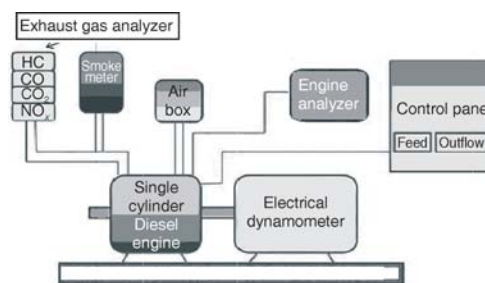 Exhaust gas analyzer
HC
CO
CO₂
NOₓ
Smoke
meter
Air
box
Engine
analyzer
Control pane
Feed
Outflow
Single
cylinder
Diesel
engine
Electrical
dynamometer